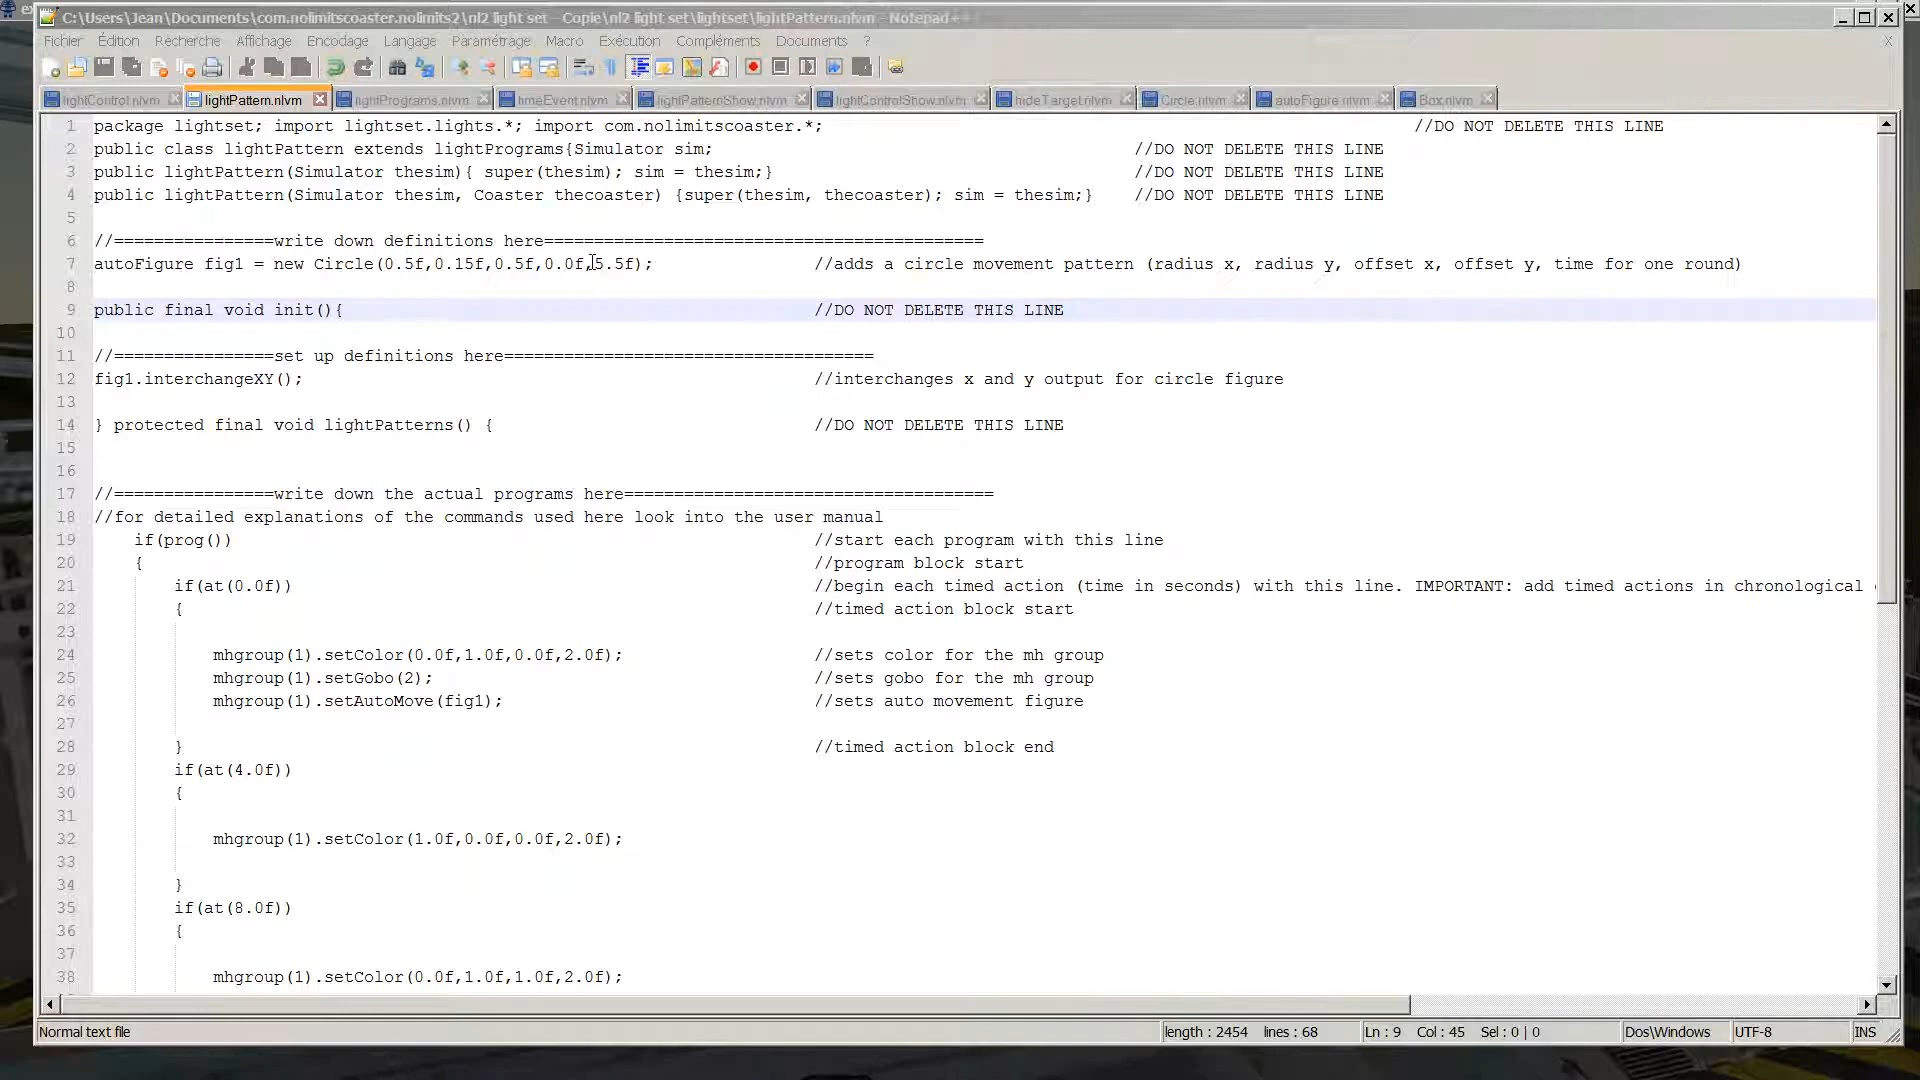 C:\Users\Jean\Documents\com.nolimitscoaster.nolimits2\nl2 light set - Copie\nl2 light set\lightset\lightPattern.nlvm - Notepad++
Fichier Édition Recherche Affichage Encodage Langage Paramétrage Macro Exécution Compléments Documents ?
lightControl.nlvm lightPattern.nlvm lightPrograms.nlvm timeEvent.nlvm lightPatternShow.nlvm lightControlShow.nlvm hideTarget.nlvm Circle.nlvm autoFigure.nlvm Box.nlvm
1 package lightset; import lightset.lights.*; import com.nolimitscoaster.*; //DO NOT DELETE THIS LINE
2 public class lightPattern extends lightPrograms{Simulator sim; //DO NOT DELETE THIS LINE
3 public lightPattern(Simulator thesim){ super(thesim); sim = thesim;} //DO NOT DELETE THIS LINE
4 public lightPattern(Simulator thesim, Coaster thecoaster) {super(thesim, thecoaster); sim = thesim;} //DO NOT DELETE THIS LINE
5
6 //================write down definitions here============================================
7 autoFigure fig1 = new Circle(0.5f,0.15f,0.5f,0.0f,5.5f); //adds a circle movement pattern (radius x, radius y, offset x, offset y, time for one round)
8
9 public final void init(){ //DO NOT DELETE THIS LINE
10
11 //================set up definitions here=====================================
12 fig1.interchangeXY(); //interchanges x and y output for circle figure
13
14 } protected final void lightPatterns() { //DO NOT DELETE THIS LINE
15
16
17 //================write down the actual programs here=====================================
18 //for detailed explanations of the commands used here look into the user manual
19 if(prog()) //start each program with this line
20 { //program block start
21 if(at(0.0f)) //begin each timed action (time in seconds) with this line. IMPORTANT: add timed actions in chronological
22 { //timed action block start
23
24 mhgroup(1).setColor(0.0f,1.0f,0.0f,2.0f); //sets color for the mh group
25 mhgroup(1).setGobo(2); //sets gobo for the mh group
26 mhgroup(1).setAutoMove(fig1); //sets auto movement figure
27
28 } //timed action block end
29 if(at(4.0f))
30 {
31
32 mhgroup(1).setColor(1.0f,0.0f,0.0f,2.0f);
33
34 }
35 if(at(8.0f))
36 {
37
38 mhgroup(1).setColor(0.0f,1.0f,1.0f,2.0f);
Normal text file length : 2454 lines : 68 Ln : 9 Col : 45 Sel : 0 | 0 Dos\Windows UTF-8 INS